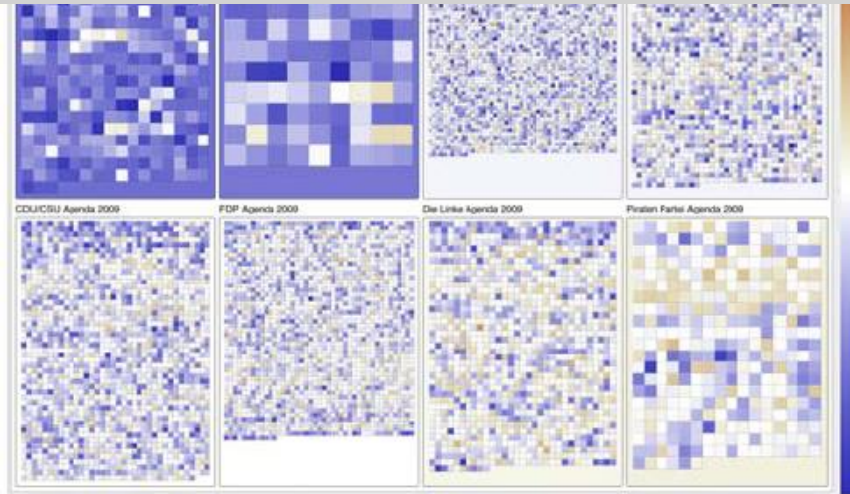 CDU/CSU Agenda 2009
FDP Agenda 2009
Die Linke Agenda 2009
Piraten Partei Agenda 2009